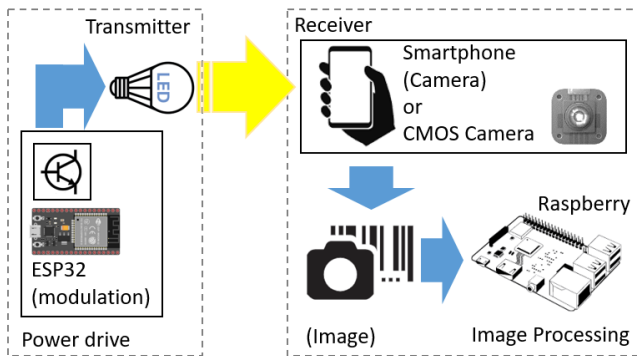 Transmitter
LED
ESP32
(modulation)
Power drive
Receiver
Smartphone
(Camera)
or
CMOS Camera
(Image)
Raspberry
Image Processing